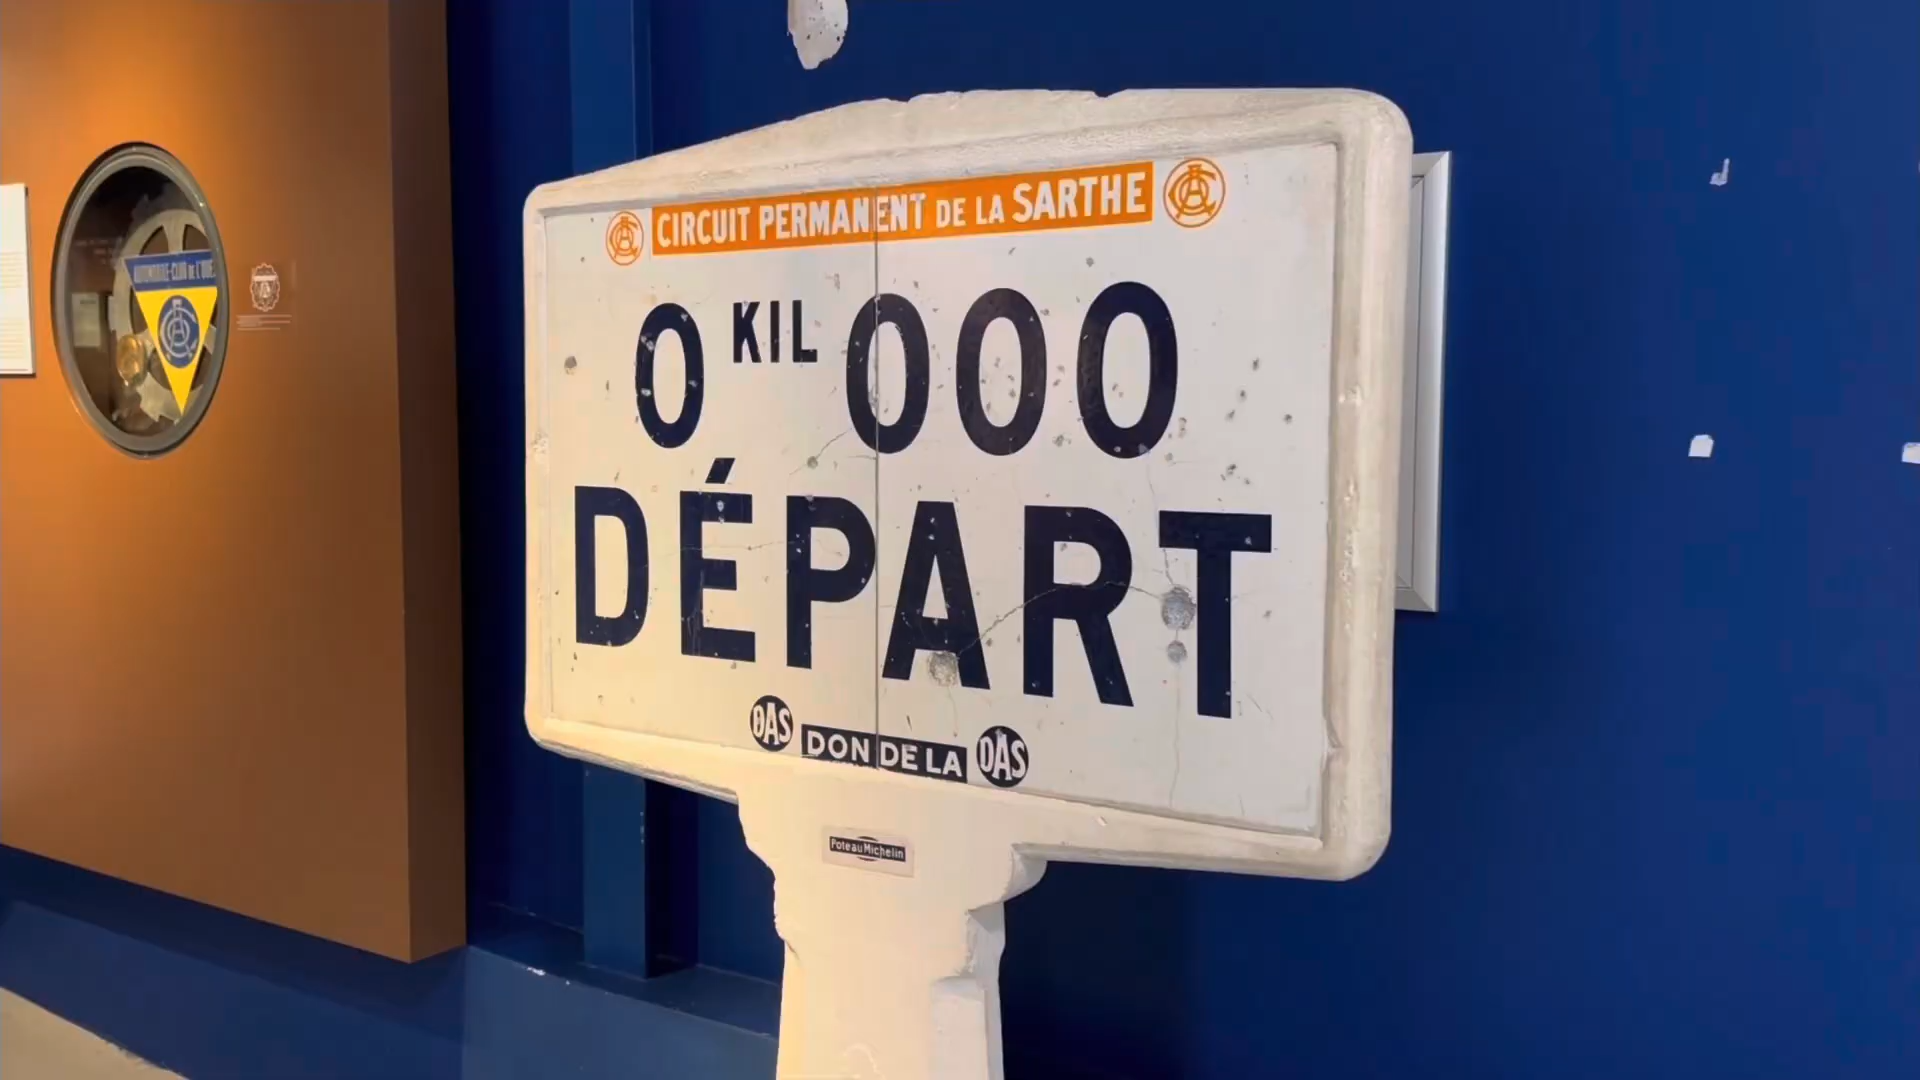 CIRCUIT PERMANENT DE LA SARTHE
0 KIL 000
DÉPART
DAS DON DE LA DAS
Poteau Michelin
AUTOMOBILE-CLUB DE L'OUEST